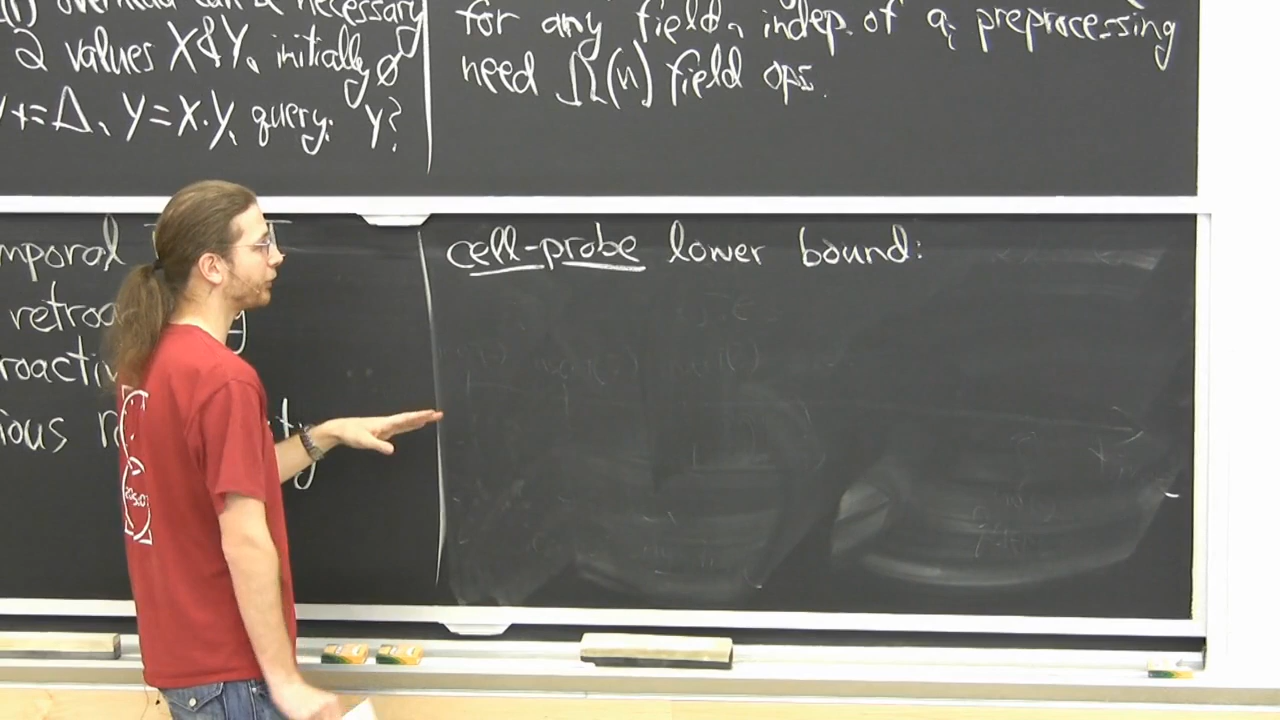 overhead can be necessary
2 values X & Y, initially ∅
+= Δ, Y = X·Y, query: Y?
for any field, indep. of aᵢ preprocessing
need Ω(n) field ops.
mporal
retroa
roactiv
ious
cell-probe lower bound: